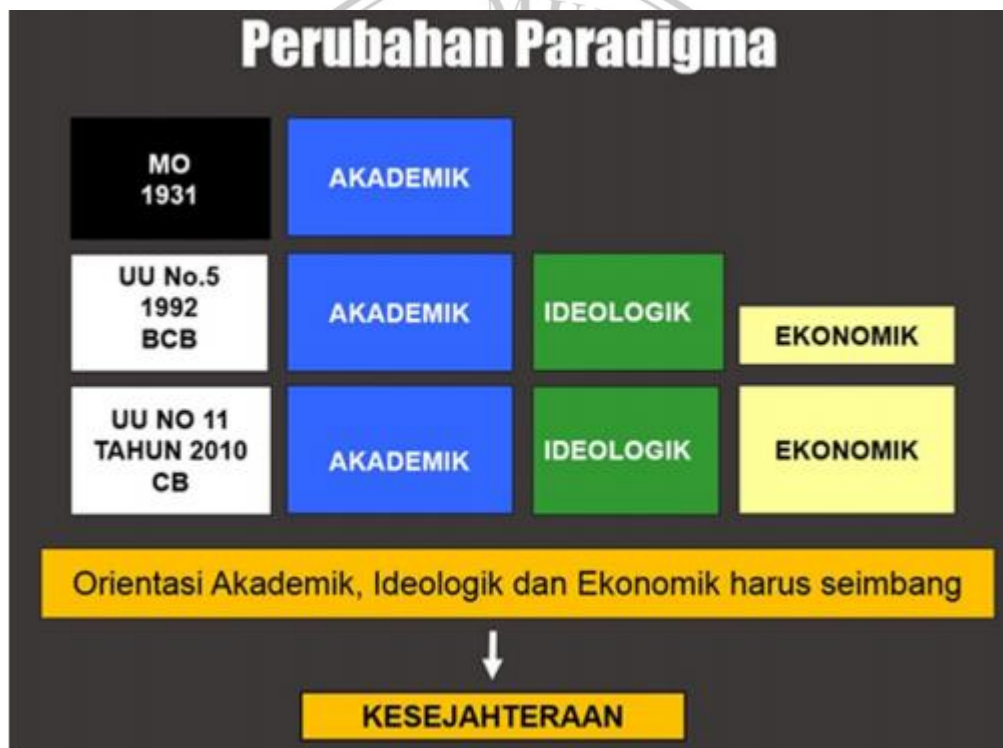 Perubahan Paradigma
MO
1931
AKADEMIK
UU No.5
1992
BCB
AKADEMIK
IDEOLOGIK
EKONOMIK
UU NO 11
TAHUN 2010
CB
AKADEMIK
IDEOLOGIK
EKONOMIK
Orientasi Akademik, Ideologik dan Ekonomik harus seimbang
KESEJAHTERAAN